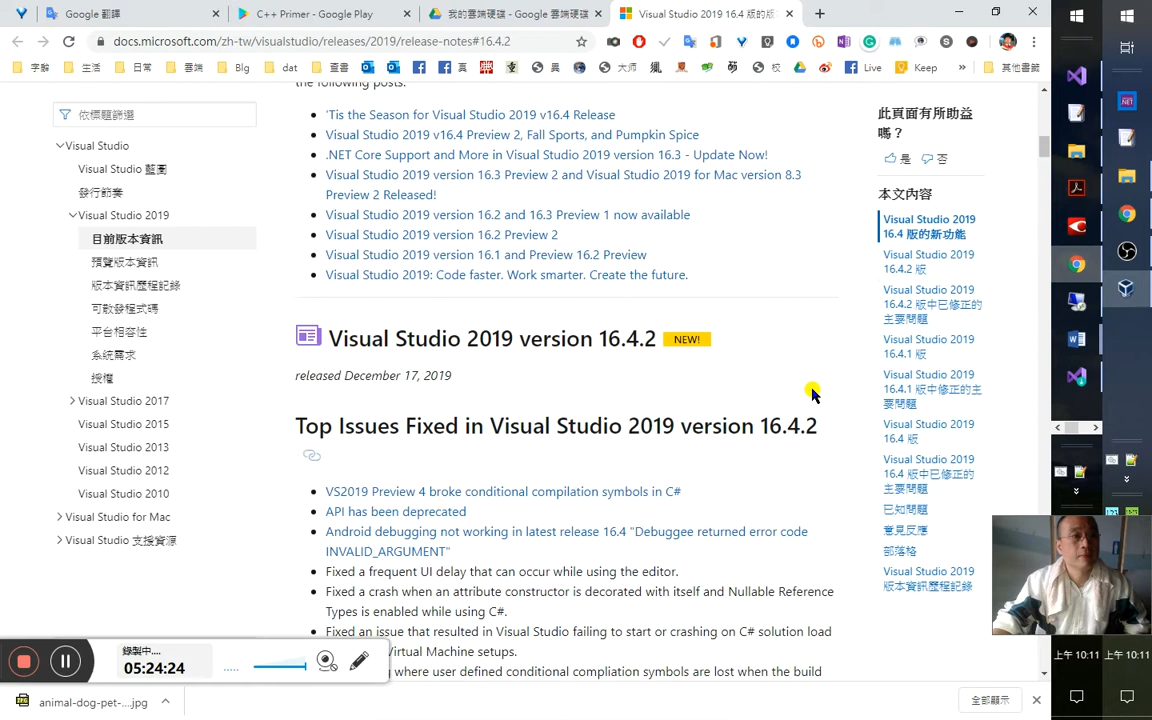 Google 翻譯
C++ Primer - Google Play
我的雲端硬碟 - Google 雲端硬碟
Visual Studio 2019 16.4 版的版
docs.microsoft.com/zh-tw/visualstudio/releases/2019/release-notes#16.4.2
字辭
生活
日常
雲端
Blg
dat
查書
真
異
大师
校
Live
Keep
其他書籤
依標題篩選
Visual Studio
Visual Studio 藍圖
發行節奏
Visual Studio 2019
目前版本資訊
預覽版本資訊
版本資訊歷程記錄
可散發程式碼
平台相容性
系統需求
授權
Visual Studio 2017
Visual Studio 2015
Visual Studio 2013
Visual Studio 2012
Visual Studio 2010
Visual Studio for Mac
Visual Studio 支援資源
the following posts.
'Tis the Season for Visual Studio 2019 v16.4 Release
Visual Studio 2019 v16.4 Preview 2, Fall Sports, and Pumpkin Spice
.NET Core Support and More in Visual Studio 2019 version 16.3 - Update Now!
Visual Studio 2019 version 16.3 Preview 2 and Visual Studio 2019 for Mac version 8.3
Preview 2 Released!
Visual Studio 2019 version 16.2 and 16.3 Preview 1 now available
Visual Studio 2019 version 16.2 Preview 2
Visual Studio 2019 version 16.1 and Preview 16.2 Preview
Visual Studio 2019: Code faster. Work smarter. Create the future.
Visual Studio 2019 version 16.4.2 NEW!
released December 17, 2019
Top Issues Fixed in Visual Studio 2019 version 16.4.2
VS2019 Preview 4 broke conditional compilation symbols in C#
API has been deprecated
Android debugging not working in latest release 16.4 "Debuggee returned error code
INVALID_ARGUMENT"
Fixed a frequent UI delay that can occur while using the editor.
Fixed a crash when an attribute constructor is decorated with itself and Nullable Reference
Types is enabled while using C#.
Fixed an issue that resulted in Visual Studio failing to start or crashing on C# solution load
Virtual Machine setups.
where user defined conditional compliation symbols are lost when the build
此頁面有所助益
嗎？
是 否
本文內容
Visual Studio 2019
16.4 版的新功能
Visual Studio 2019
16.4.2 版
Visual Studio 2019
16.4.2 版中已修正的
主要問題
Visual Studio 2019
16.4.1 版
Visual Studio 2019
16.4.1 版中修正的主
要問題
Visual Studio 2019
16.4 版
Visual Studio 2019
16.4 版中已修正的
主要問題
已知問題
意見反應
部落格
Visual Studio 2019
版本資訊歷程記錄
錄製中....
05:24:24
animal-dog-pet-....jpg
全部顯示
上午 10:11
上午 10:11